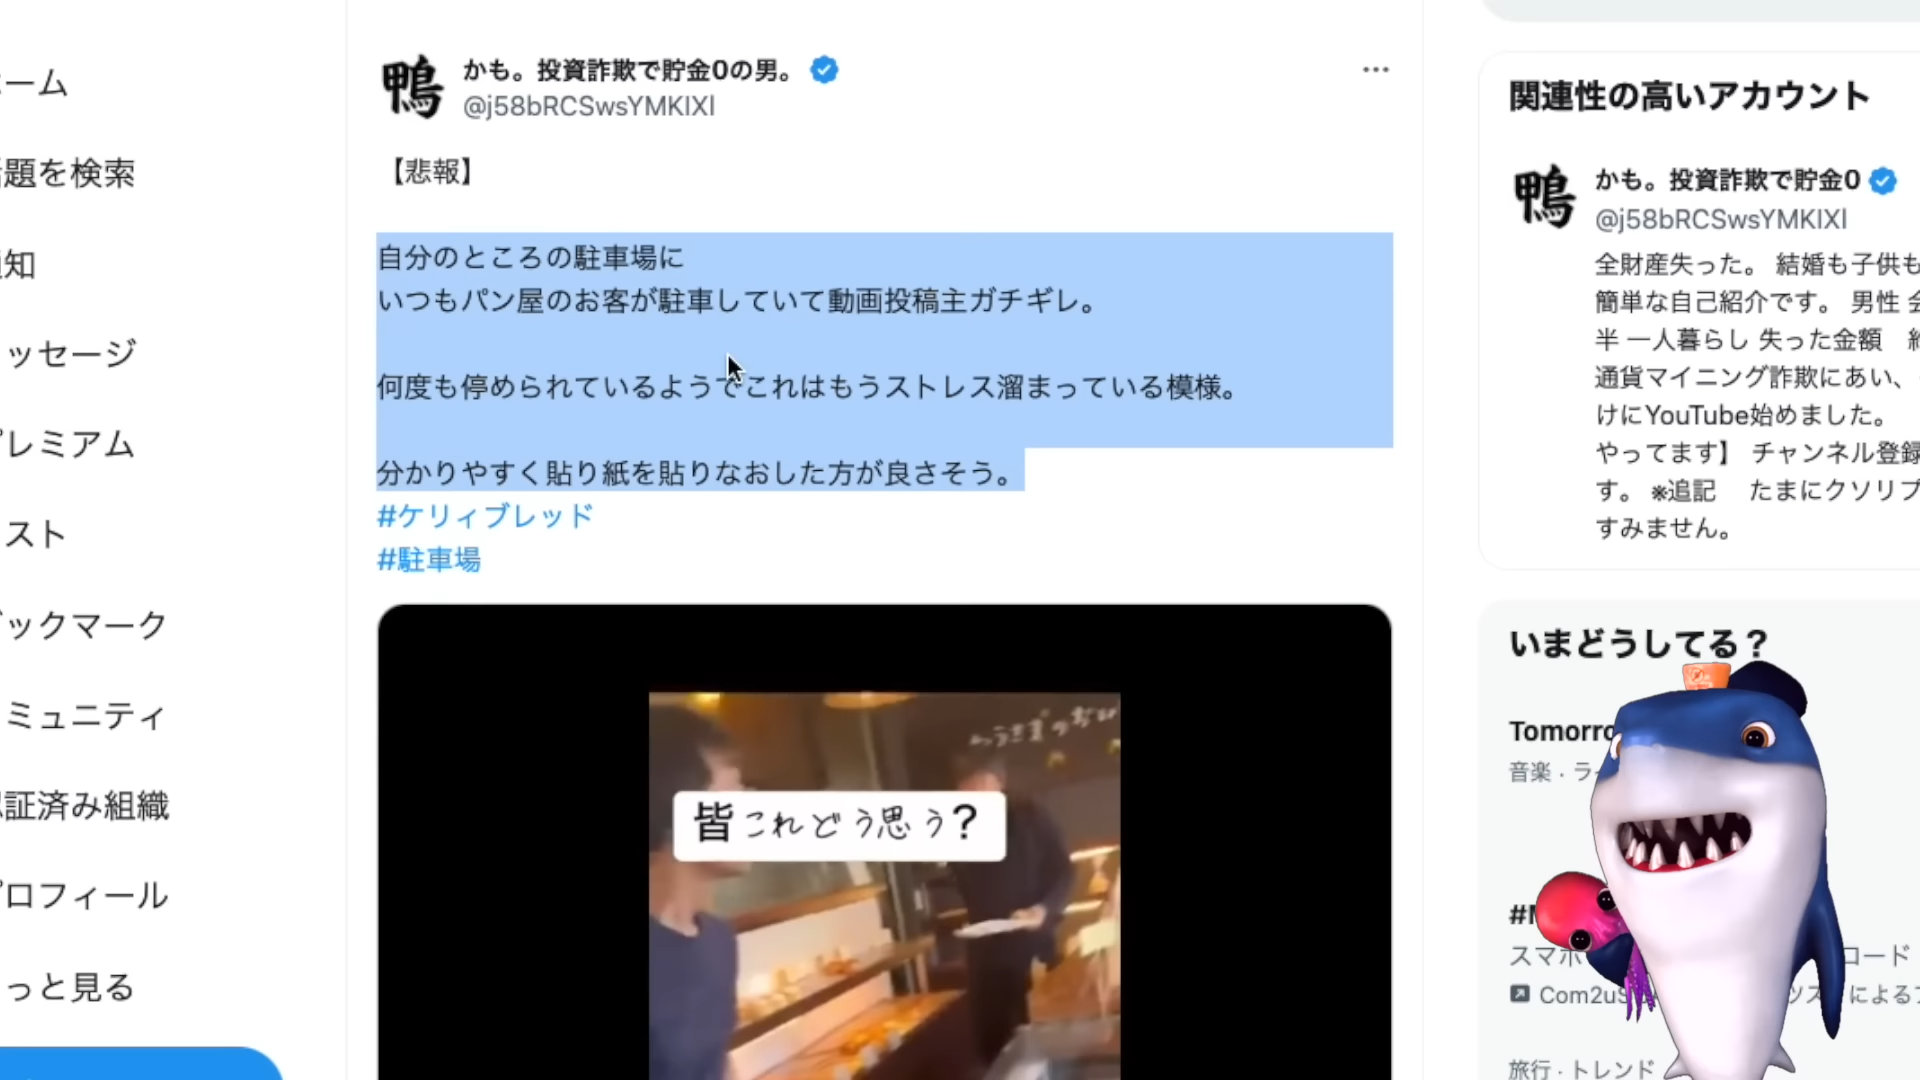 ーム
題を検索
知
ッセージ
レミアム
スト
ックマーク
ミュニティ
証済み組織
ロフィール
っと見る
鴨
かも。投資詐欺で貯金0の男。
@j58bRCSwsYMKIXl
【悲報】
自分のところの駐車場に
いつもパン屋のお客が駐車していて動画投稿主ガチギレ。
何度も停められているようでこれはもうストレス溜まっている模様。
分かりやすく貼り紙を貼りなおした方が良さそう。
#ケリィブレッド
#駐車場
皆これどう思う?
関連性の高いアカウント
鴨
かも。投資詐欺で貯金0
@j58bRCSwsYMKIXl
全財産失った。 結婚も子供も
簡単な自己紹介です。 男性 会
半 一人暮らし 失った金額
通貨マイニング詐欺にあい、
けにYouTube始めました。
やってます】 チャンネル登録
す。 ※追記 たまにクソリプ
すみません。
いまどうしてる?
Tomorro
音楽 · ラ
スマホ
ロード
Com2uS
による
旅行 · トレンド